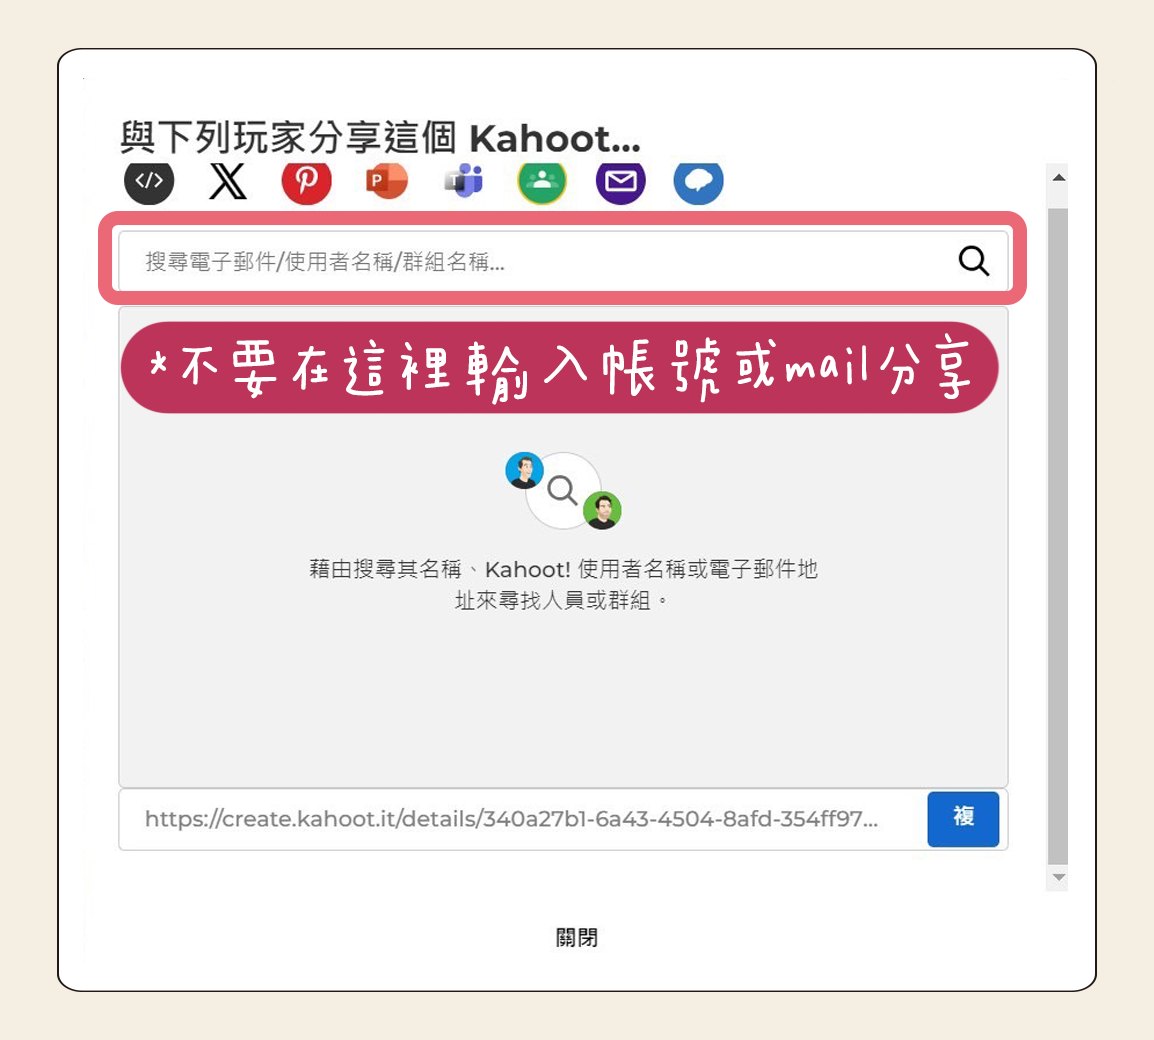 與下列玩家分享這個 Kahoot...
</>
P
T
搜尋電子郵件/使用者名稱/群組名稱...
*不要在這裡輸入帳號或mail分享
藉由搜尋其名稱、Kahoot! 使用者名稱或電子郵件地
址來尋找人員或群組。
https://create.kahoot.it/details/340a27b1-6a43-4504-8afd-354ff97...
複
關閉